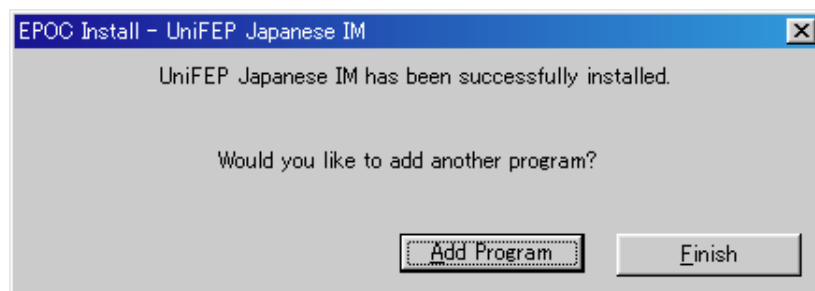 EPOC Install - UniFEP Japanese IM
UniFEP Japanese IM has been successfully installed.
Would you like to add another program?
Add Program
Finish